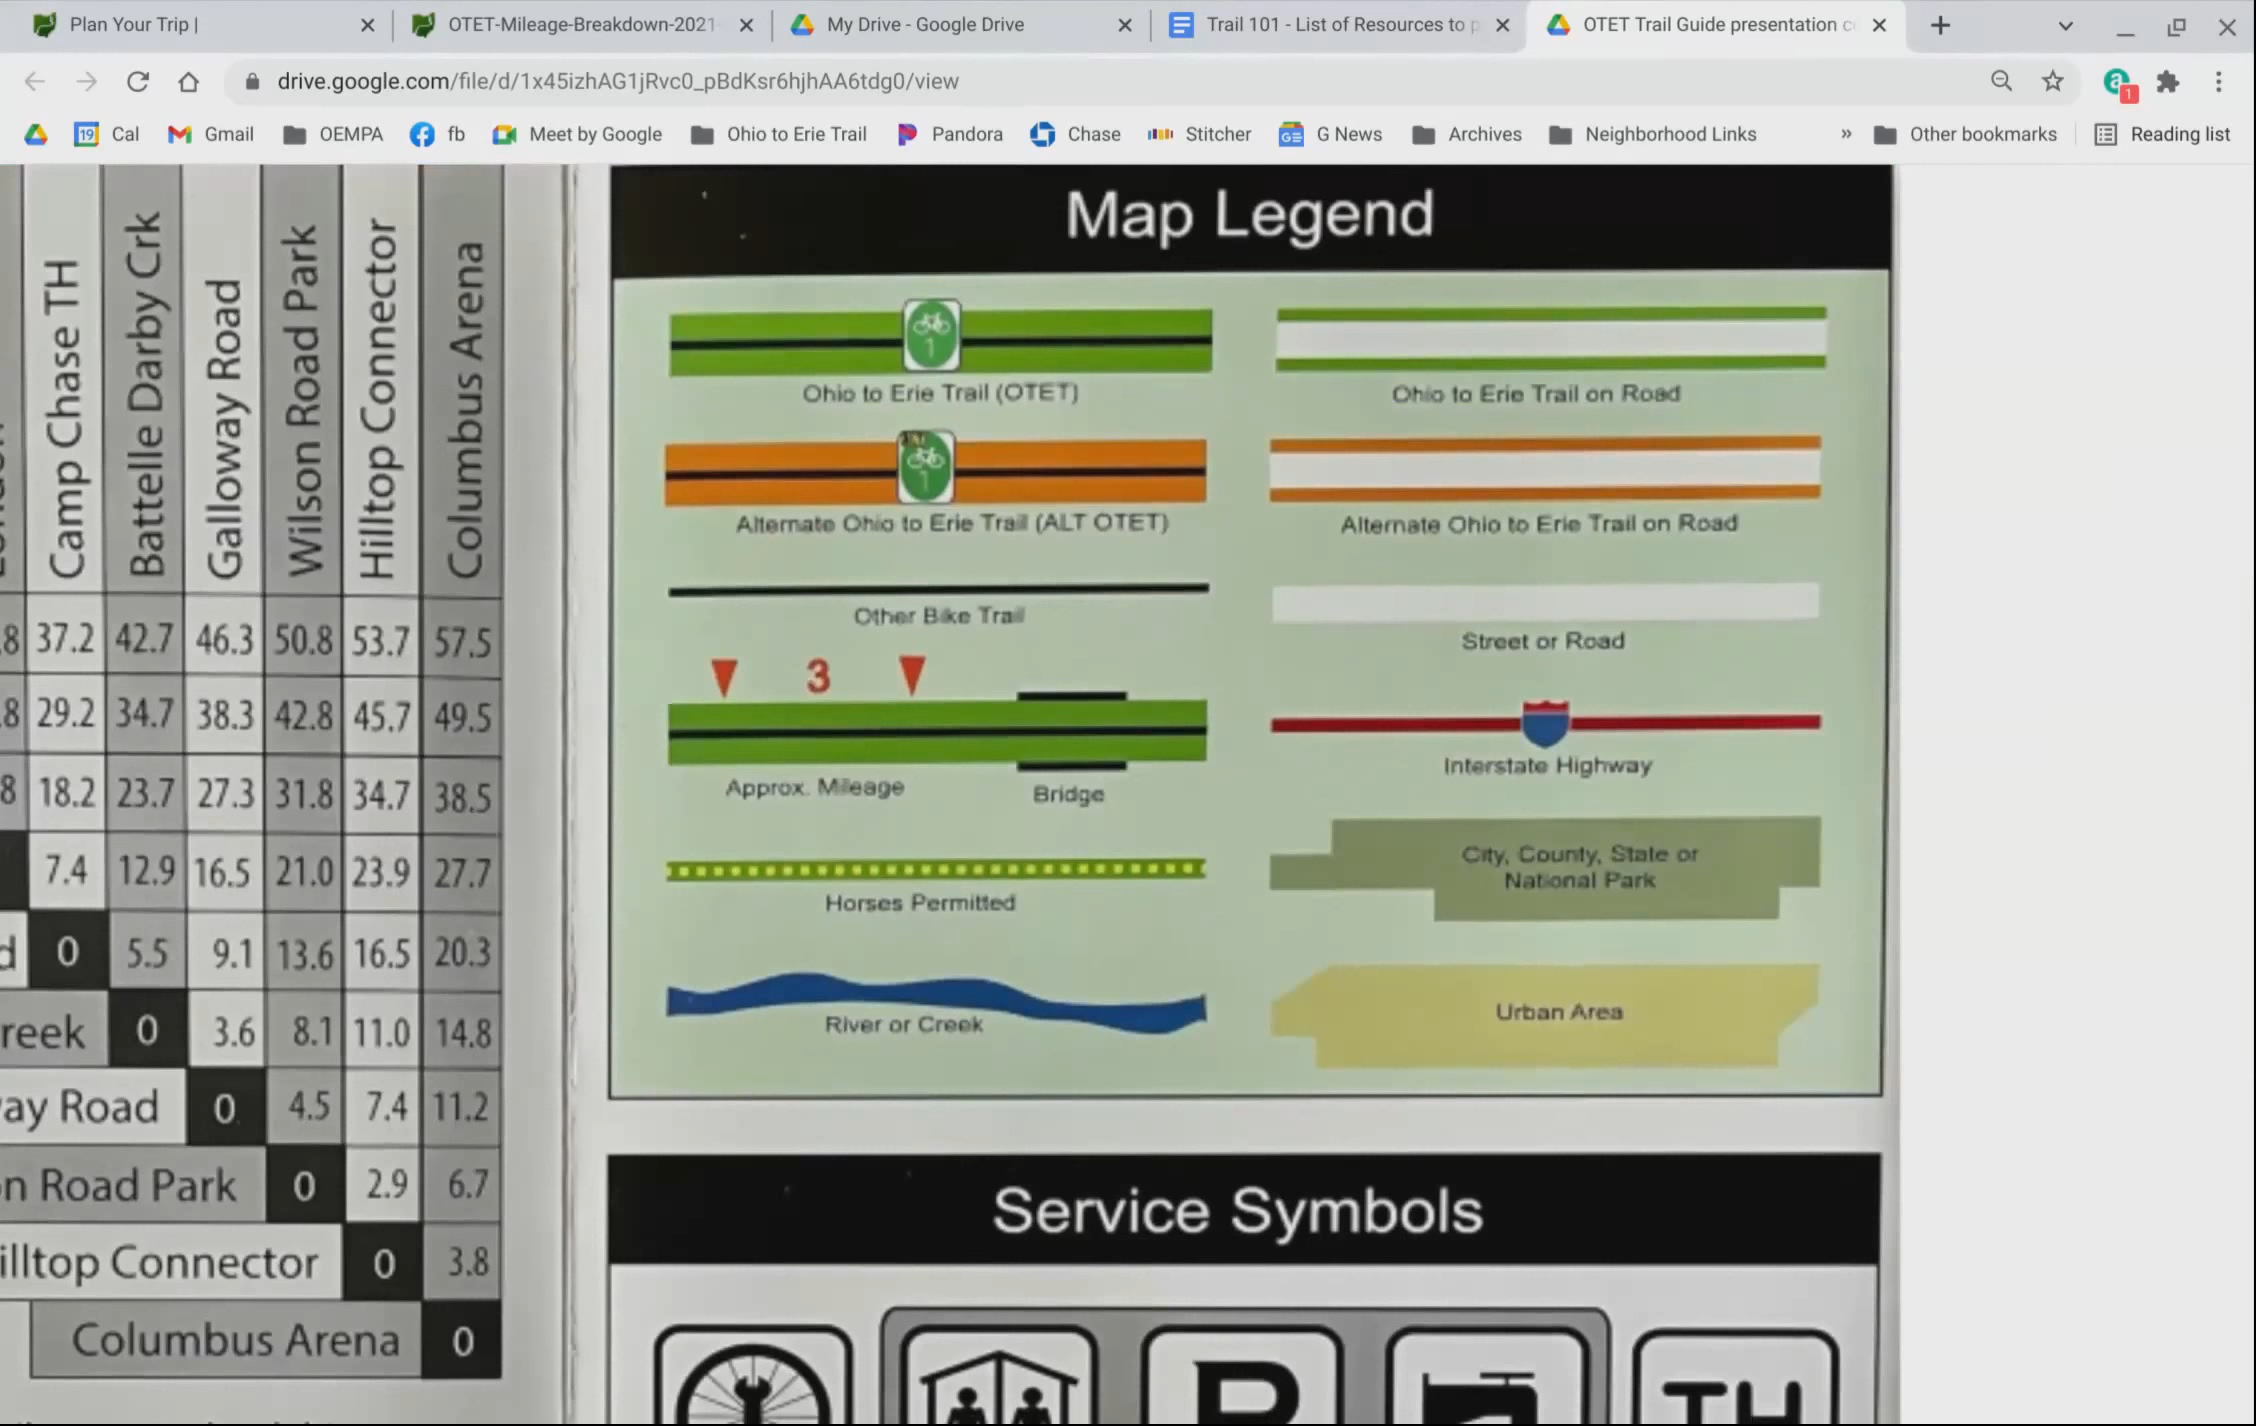 Plan Your Trip |
OTET-Mileage-Breakdown-2021-
My Drive - Google Drive
Trail 101 - List of Resources to p
OTET Trail Guide presentation c
drive.google.com/file/d/1x45izhAG1jRvc0_pBdKsr6hjhAA6tdg0/view
1
19 Cal Gmail OEMPA fb Meet by Google Ohio to Erie Trail Pandora Chase Stitcher GE G News Archives Neighborhood Links » Other bookmarks Reading list
Camp Chase TH
Battelle Darby Crk
Galloway Road
Wilson Road Park
Hilltop Connector
Columbus Arena
.8 37.2 42.7 46.3 50.8 53.7 57.5
.8 29.2 34.7 38.3 42.8 45.7 49.5
8 18.2 23.7 27.3 31.8 34.7 38.5
7.4 12.9 16.5 21.0 23.9 27.7
d 0 5.5 9.1 13.6 16.5 20.3
reek 0 3.6 8.1 11.0 14.8
ay Road 0 4.5 7.4 11.2
n Road Park 0 2.9 6.7
illtop Connector 0 3.8
Columbus Arena 0
Map Legend
1
Ohio to Erie Trail (OTET)
Ohio to Erie Trail on Road
1
Alternate Ohio to Erie Trail (ALT OTET)
Alternate Ohio to Erie Trail on Road
Other Bike Trail
Street or Road
3
Approx. Mileage
Bridge
Interstate Highway
Horses Permitted
City, County, State or
National Park
River or Creek
Urban Area
Service Symbols
P
TH